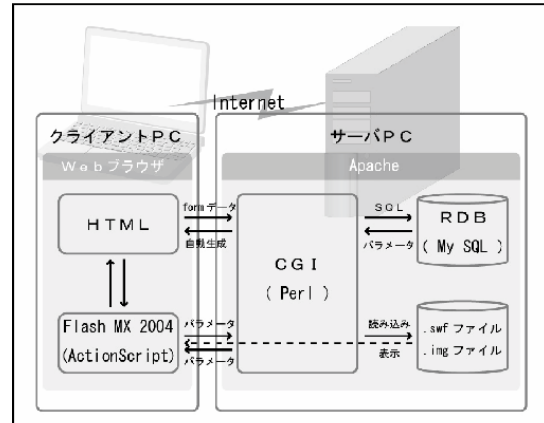 Internet
クライアントPC
Webブラウザ
HTML
Flash MX 2004
(ActionScript)
formデータ
自動生成
パラメータ
パラメータ
サーバPC
Apache
CGI
( Perl )
SQL
パラメータ
RDB
( My SQL )
読み込み
表示
.swf ファイル
.img ファイル